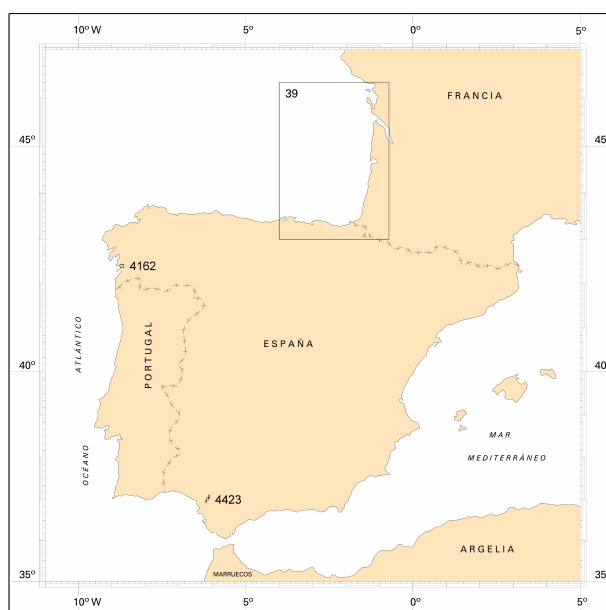 10º W
5º
0º
5º
39
FRANCIA
45º
45
4162
ATLÁNTICO
PORTUGAL
ESPAÑA
40º
40
OCÉANO
MAR
MEDITERRÁNEO
4423
ARGELIA
MARRUECOS
35º
35
10º W
5º
0º
5º